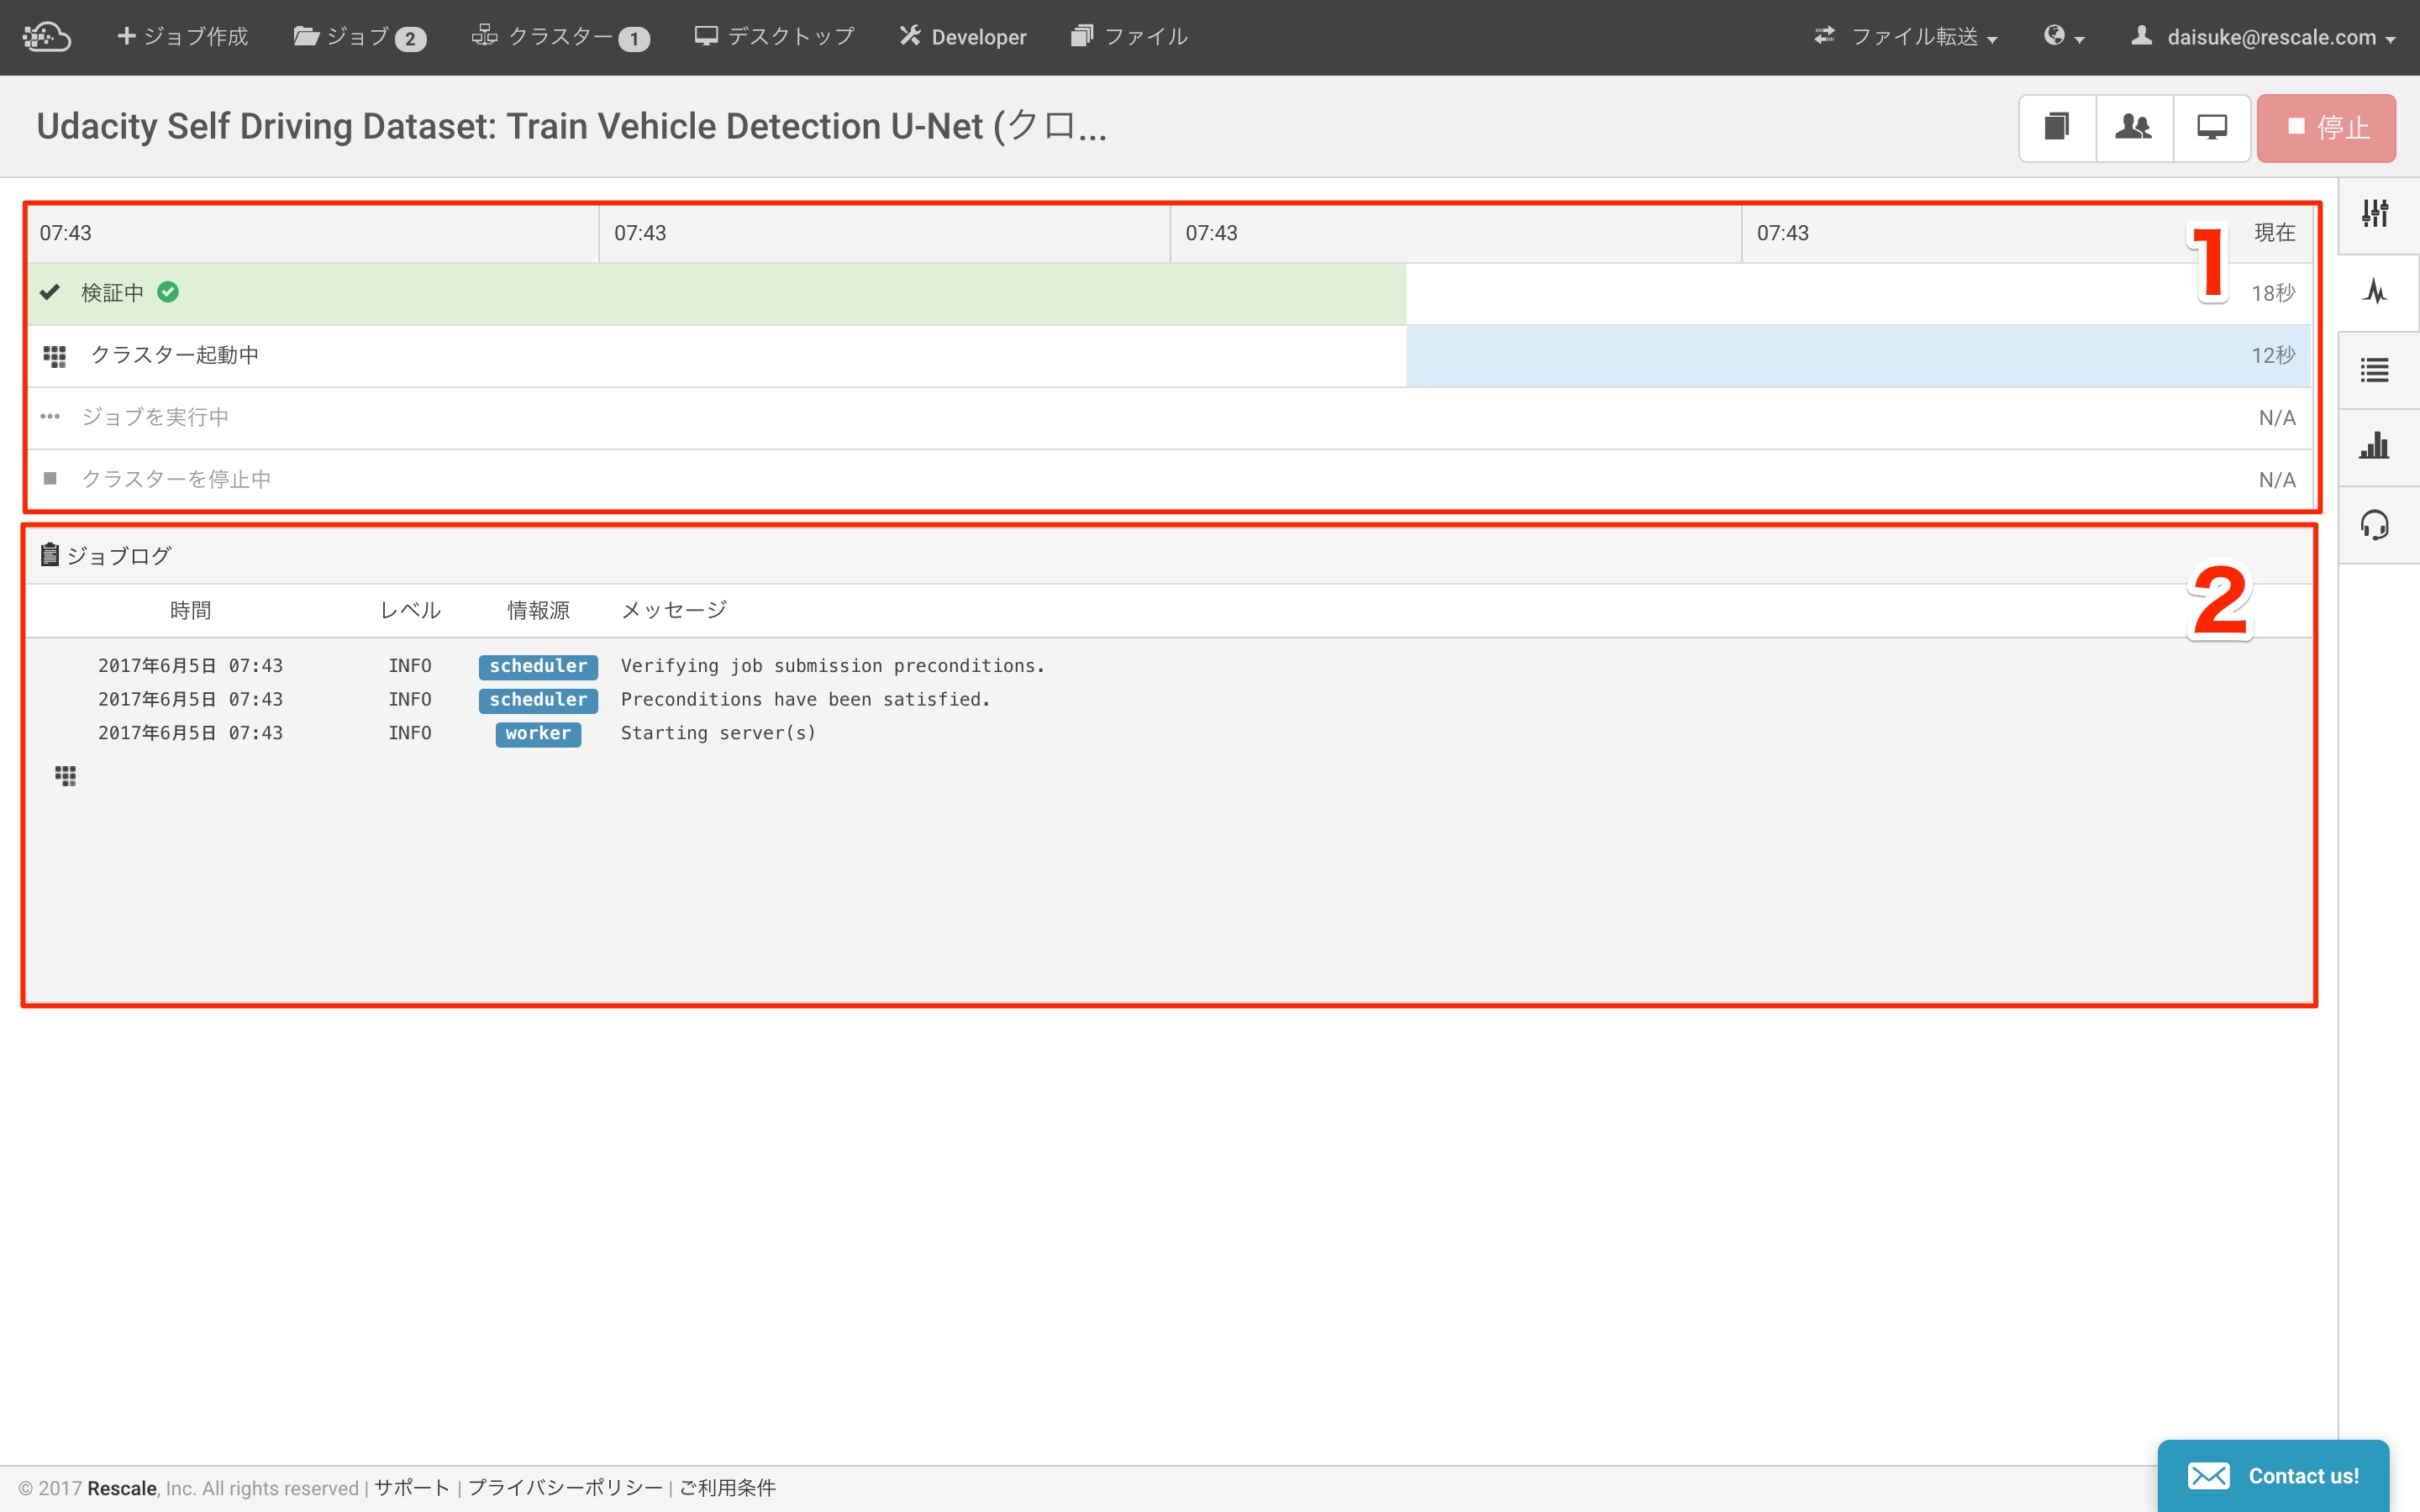 ジョブ作成 ジョブ 2 クラスター 1 デスクトップ Developer ファイル ファイル転送 daisuke@rescale.com
Udacity Self Driving Dataset: Train Vehicle Detection U-Net (クロ... 停止
07:43 07:43 07:43 07:43 現在
1
検証中 18秒
クラスター起動中 12秒
ジョブを実行中 N/A
クラスターを停止中 N/A
ジョブログ
2
時間 レベル 情報源 メッセージ
2017年6月5日 07:43 INFO scheduler Verifying job submission preconditions.
2017年6月5日 07:43 INFO scheduler Preconditions have been satisfied.
2017年6月5日 07:43 INFO worker Starting server(s)
Contact us!
© 2017 Rescale, Inc. All rights reserved | サポート | プライバシーポリシー | ご利用条件